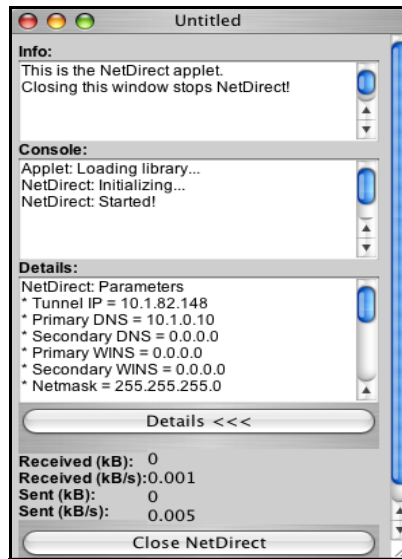 Untitled
Info:
This is the NetDirect applet.
Closing this window stops NetDirect!
Console:
Applet: Loading library...
NetDirect: Initializing...
NetDirect: Started!
Details:
NetDirect: Parameters
* Tunnel IP = 10.1.82.148
* Primary DNS = 10.1.0.10
* Secondary DNS = 0.0.0.0
* Primary WINS = 0.0.0.0
* Secondary WINS = 0.0.0.0
* Netmask = 255.255.255.0
Details <<<
Received (kB): 0
Received (kB/s):0.001
Sent (kB): 0
Sent (kB/s): 0.005
Close NetDirect